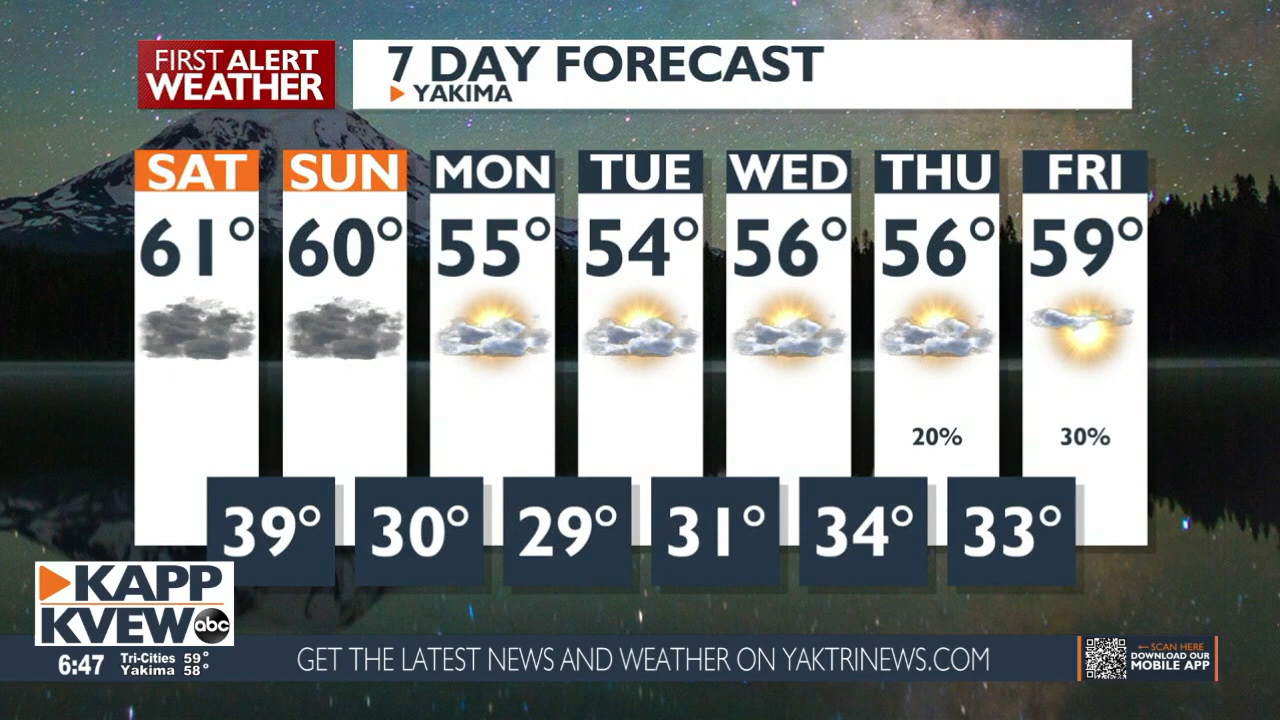 FIRST ALERT
WEATHER
7 DAY FORECAST
YAKIMA
SAT SUN MON TUE WED THU FRI
61° 60° 55° 54° 56° 56° 59°
20% 30%
39° 30° 29° 31° 34° 33°
KAPP
KVEW abc
6:47
Tri-Cities 59°
Yakima 58°
GET THE LATEST NEWS AND WEATHER ON YAKTRINEWS.COM
SCAN HERE
DOWNLOAD OUR
MOBILE APP